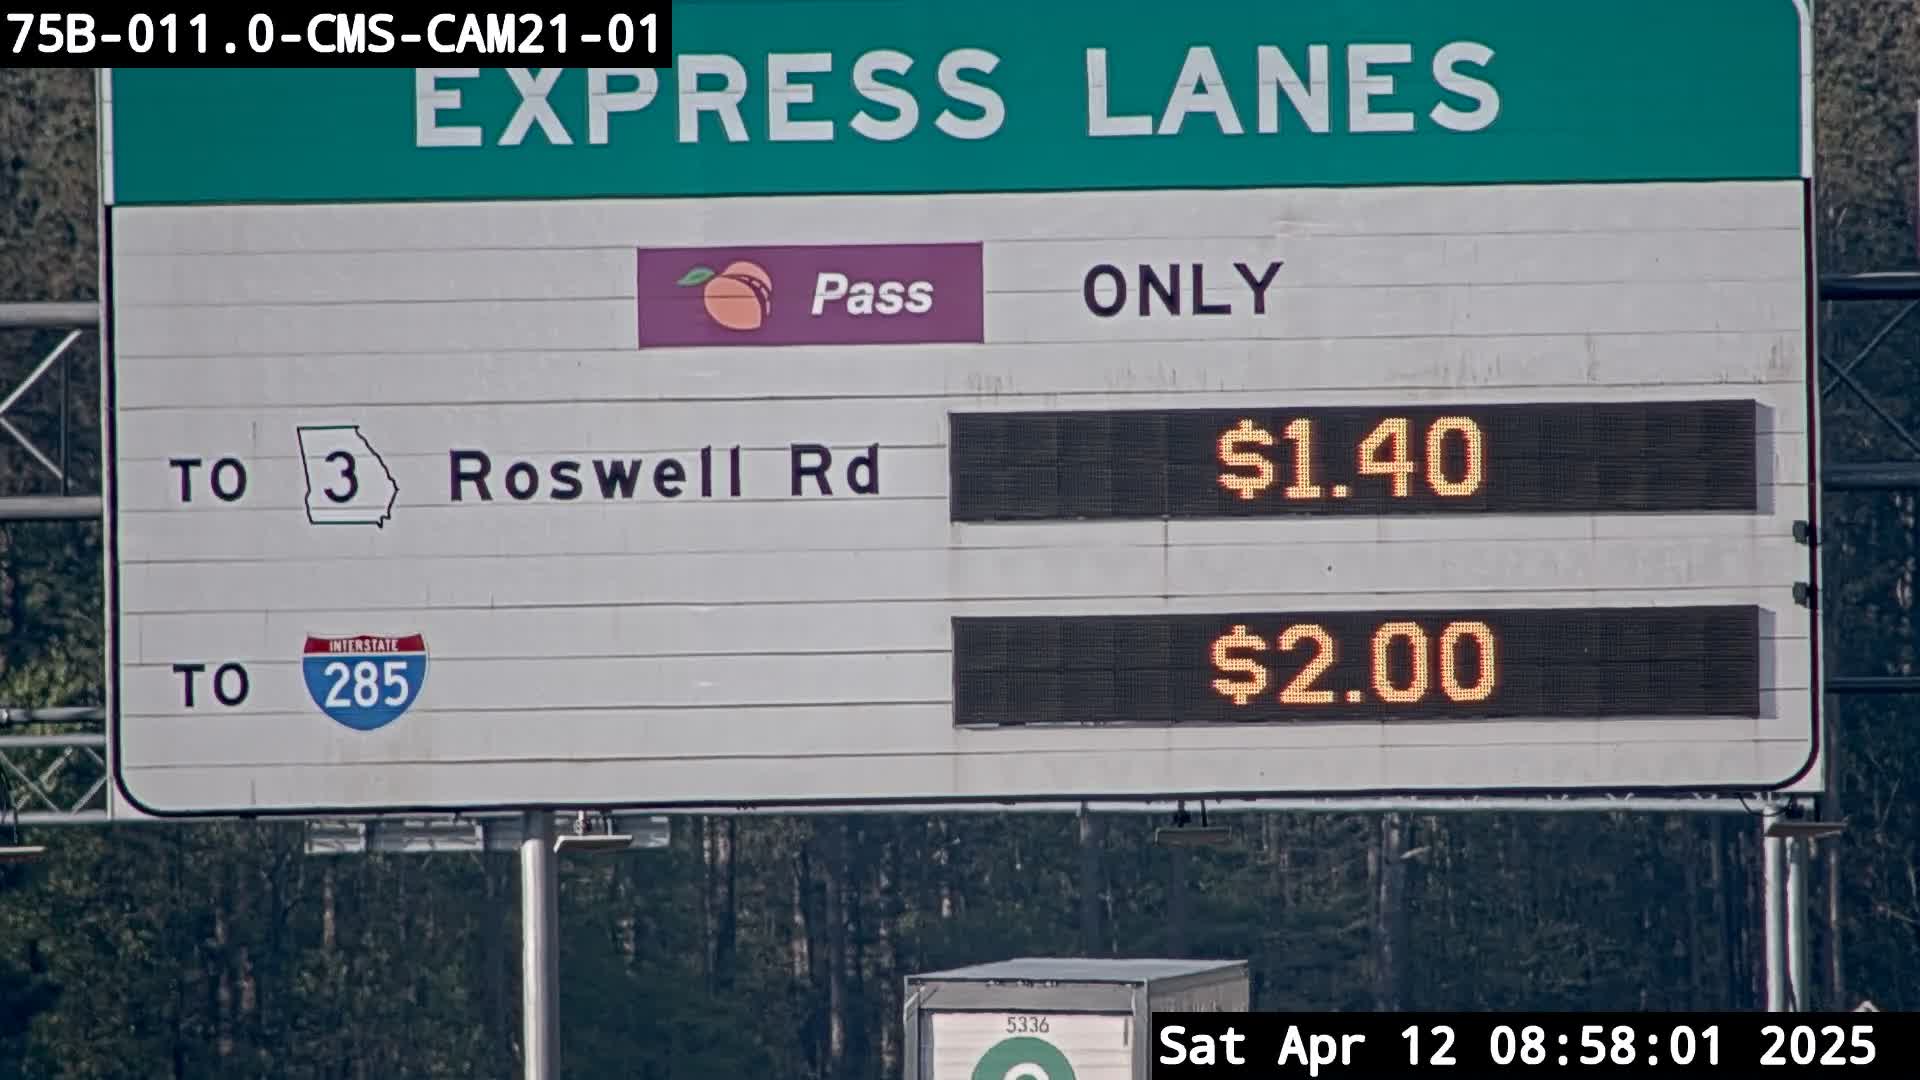 75B-011.0-CMS-CAM21-01
EXPRESS LANES
Pass ONLY
TO 3 Roswell Rd $1.40
INTERSTATE
TO 285 $2.00
5336
Sat Apr 12 08:58:01 2025